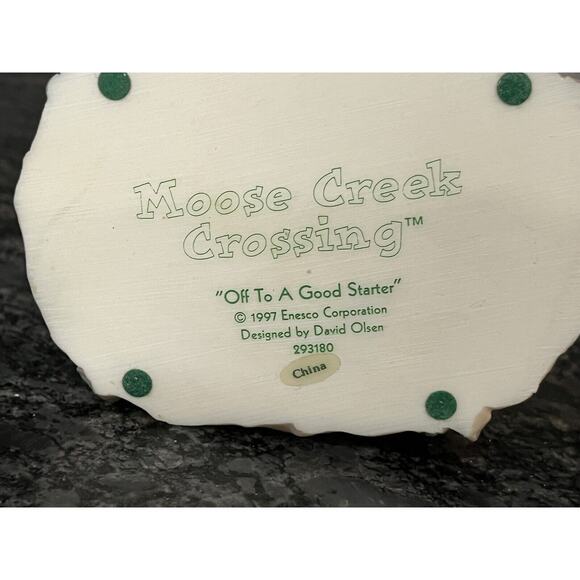 Moose Creek
Crossing™
"Off To A Good Starter"
© 1997 Enesco Corporation
Designed by David Olsen
293180
China